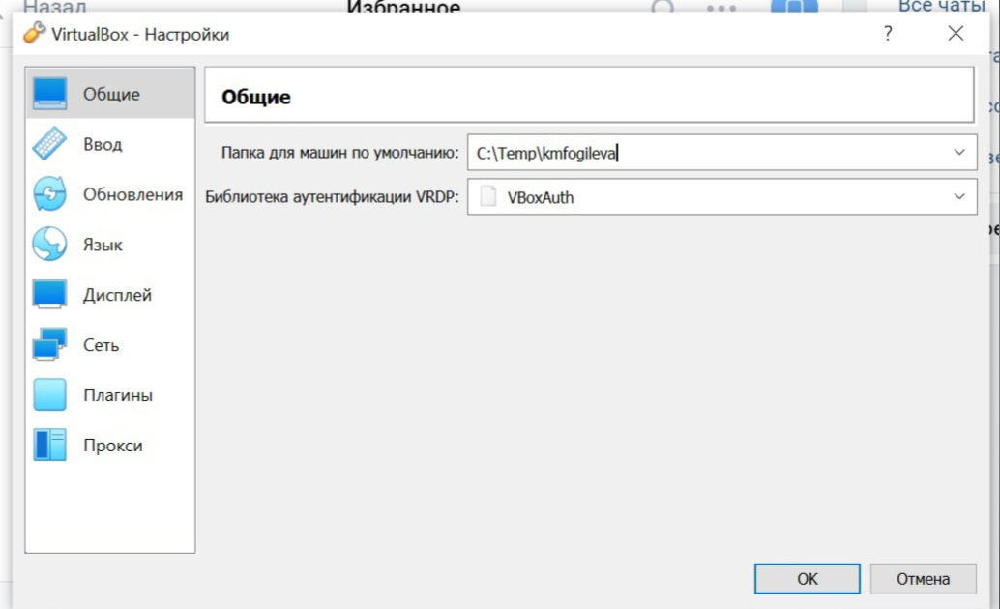 Назад
Избранное
Все чаты
VirtualBox - Настройки
?
Общие
Ввод
Обновления
Язык
Дисплей
Сеть
Плагины
Прокси
Общие
Папка для машин по умолчанию: C:\Temp\kmfogileva
Библиотека аутентификации VRDP: VBoxAuth
OK
Отмена